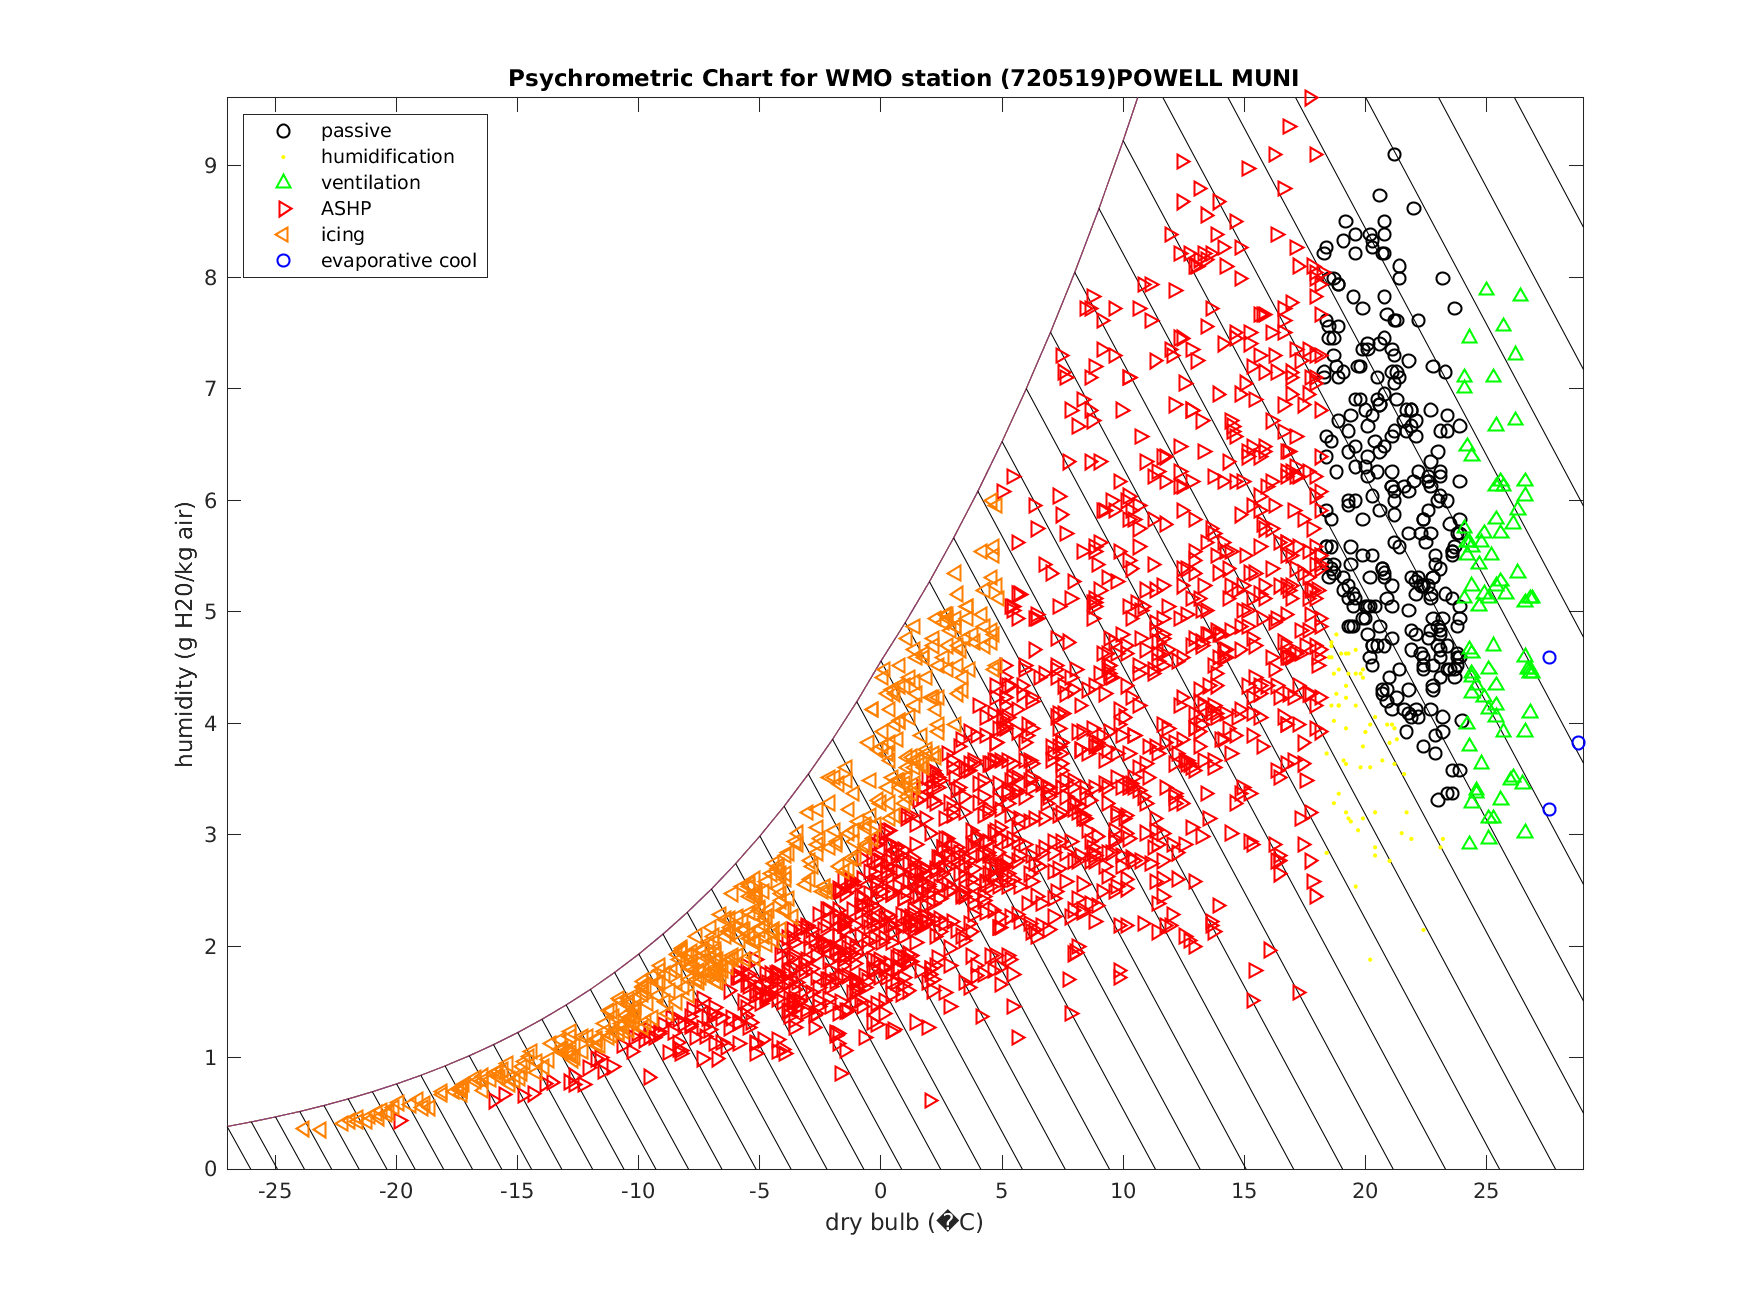 Psychrometric Chart for WMO station (720519)POWELL MUNI
passive
humidification
ventilation
ASHP
icing
evaporative cool
humidity (g H20/kg air)
9
8
7
6
5
4
3
2
1
0
-25 -20 -15 -10 -5 0 5 10 15 20 25
dry bulb (�C)